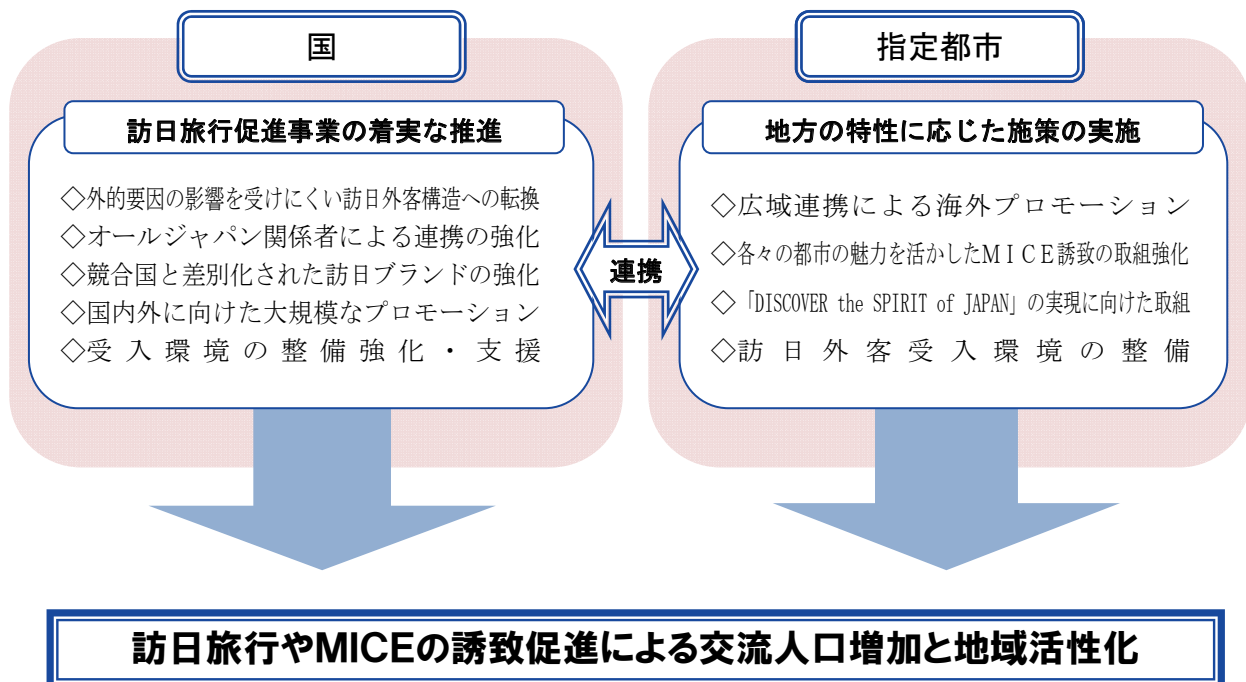 国
訪日旅行促進事業の着実な推進
◇外的要因の影響を受けにくい訪日外客構造への転換
◇オールジャパン関係者による連携の強化
◇競合国と差別化された訪日ブランドの強化
◇国内外に向けた大規模なプロモーション
◇受入環境の整備強化・支援
連携
指定都市
地方の特性に応じた施策の実施
◇広域連携による海外プロモーション
◇各々の都市の魅力を活かしたＭＩＣＥ誘致の取組強化
◇「DISCOVER the SPIRIT of JAPAN」の実現に向けた取組
◇訪日外客受入環境の整備
訪日旅行やMICEの誘致促進による交流人口増加と地域活性化